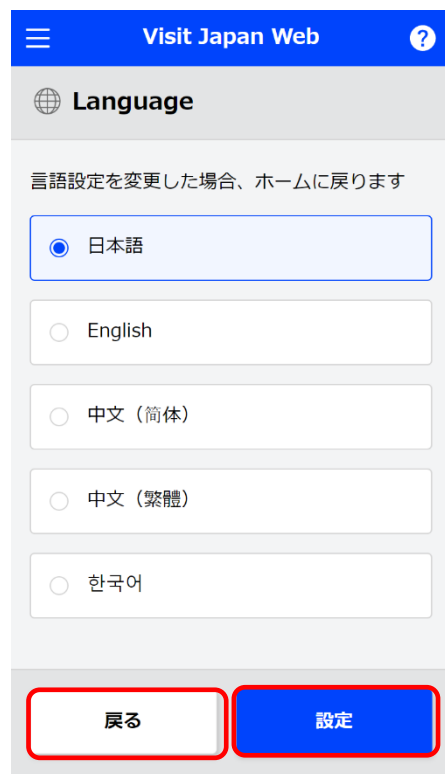 Visit Japan Web
?
Language
言語設定を変更した場合、ホームに戻ります
日本語
English
中文（简体）
中文（繁體）
한국어
戻る
設定